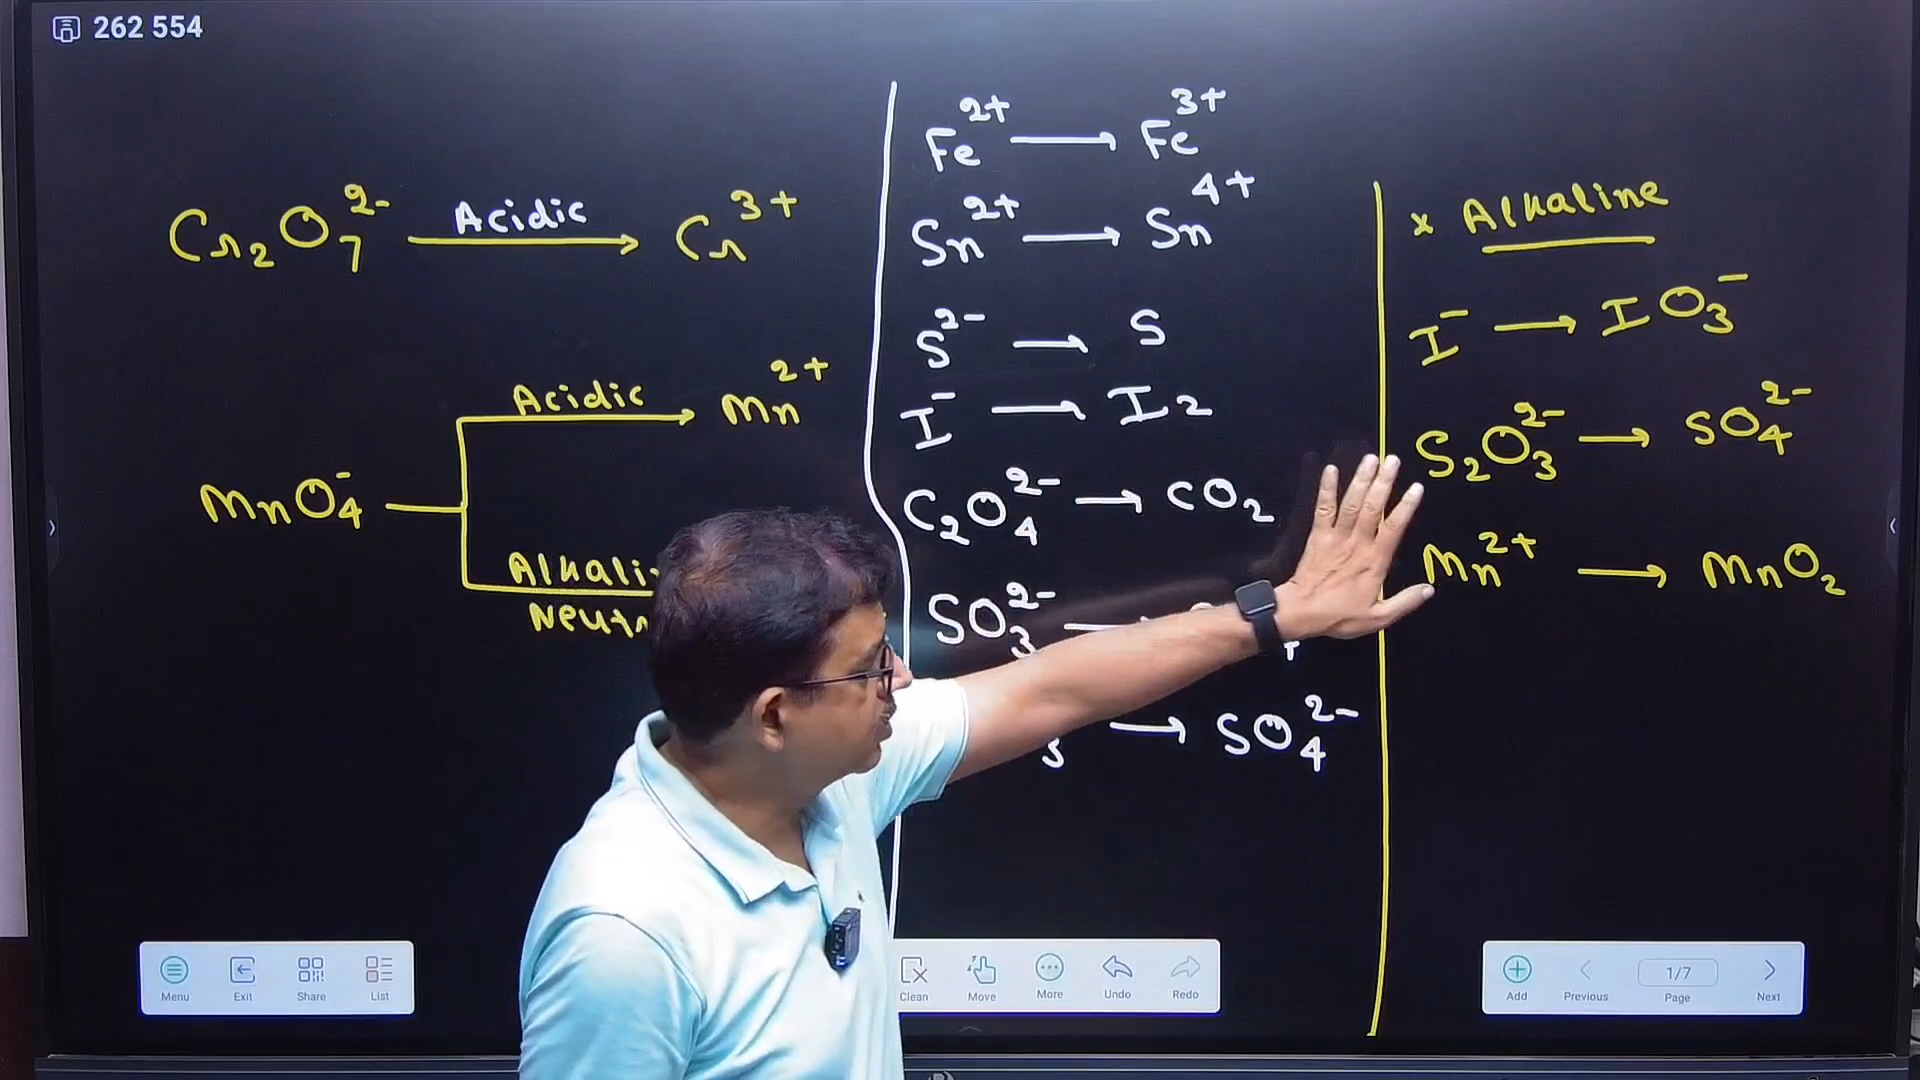 262 554
Cr₂O₇²⁻ Acidic → Cr³⁺
MnO₄⁻
Acidic → Mn²⁺
Alkali
Neutr
Fe²⁺ → Fe³⁺
Sn²⁺ → Sn⁴⁺
S²⁻ → S
I⁻ → I₂
C₂O₄²⁻ → CO₂
SO₃²⁻
→ SO₄²⁻
× Alkaline
I⁻ → IO₃⁻
S₂O₃²⁻ → SO₄²⁻
Mn²⁺ → MnO₂
Menu Exit Share List
Clean Move More Undo Redo
Add Previous 1/7 Page Next